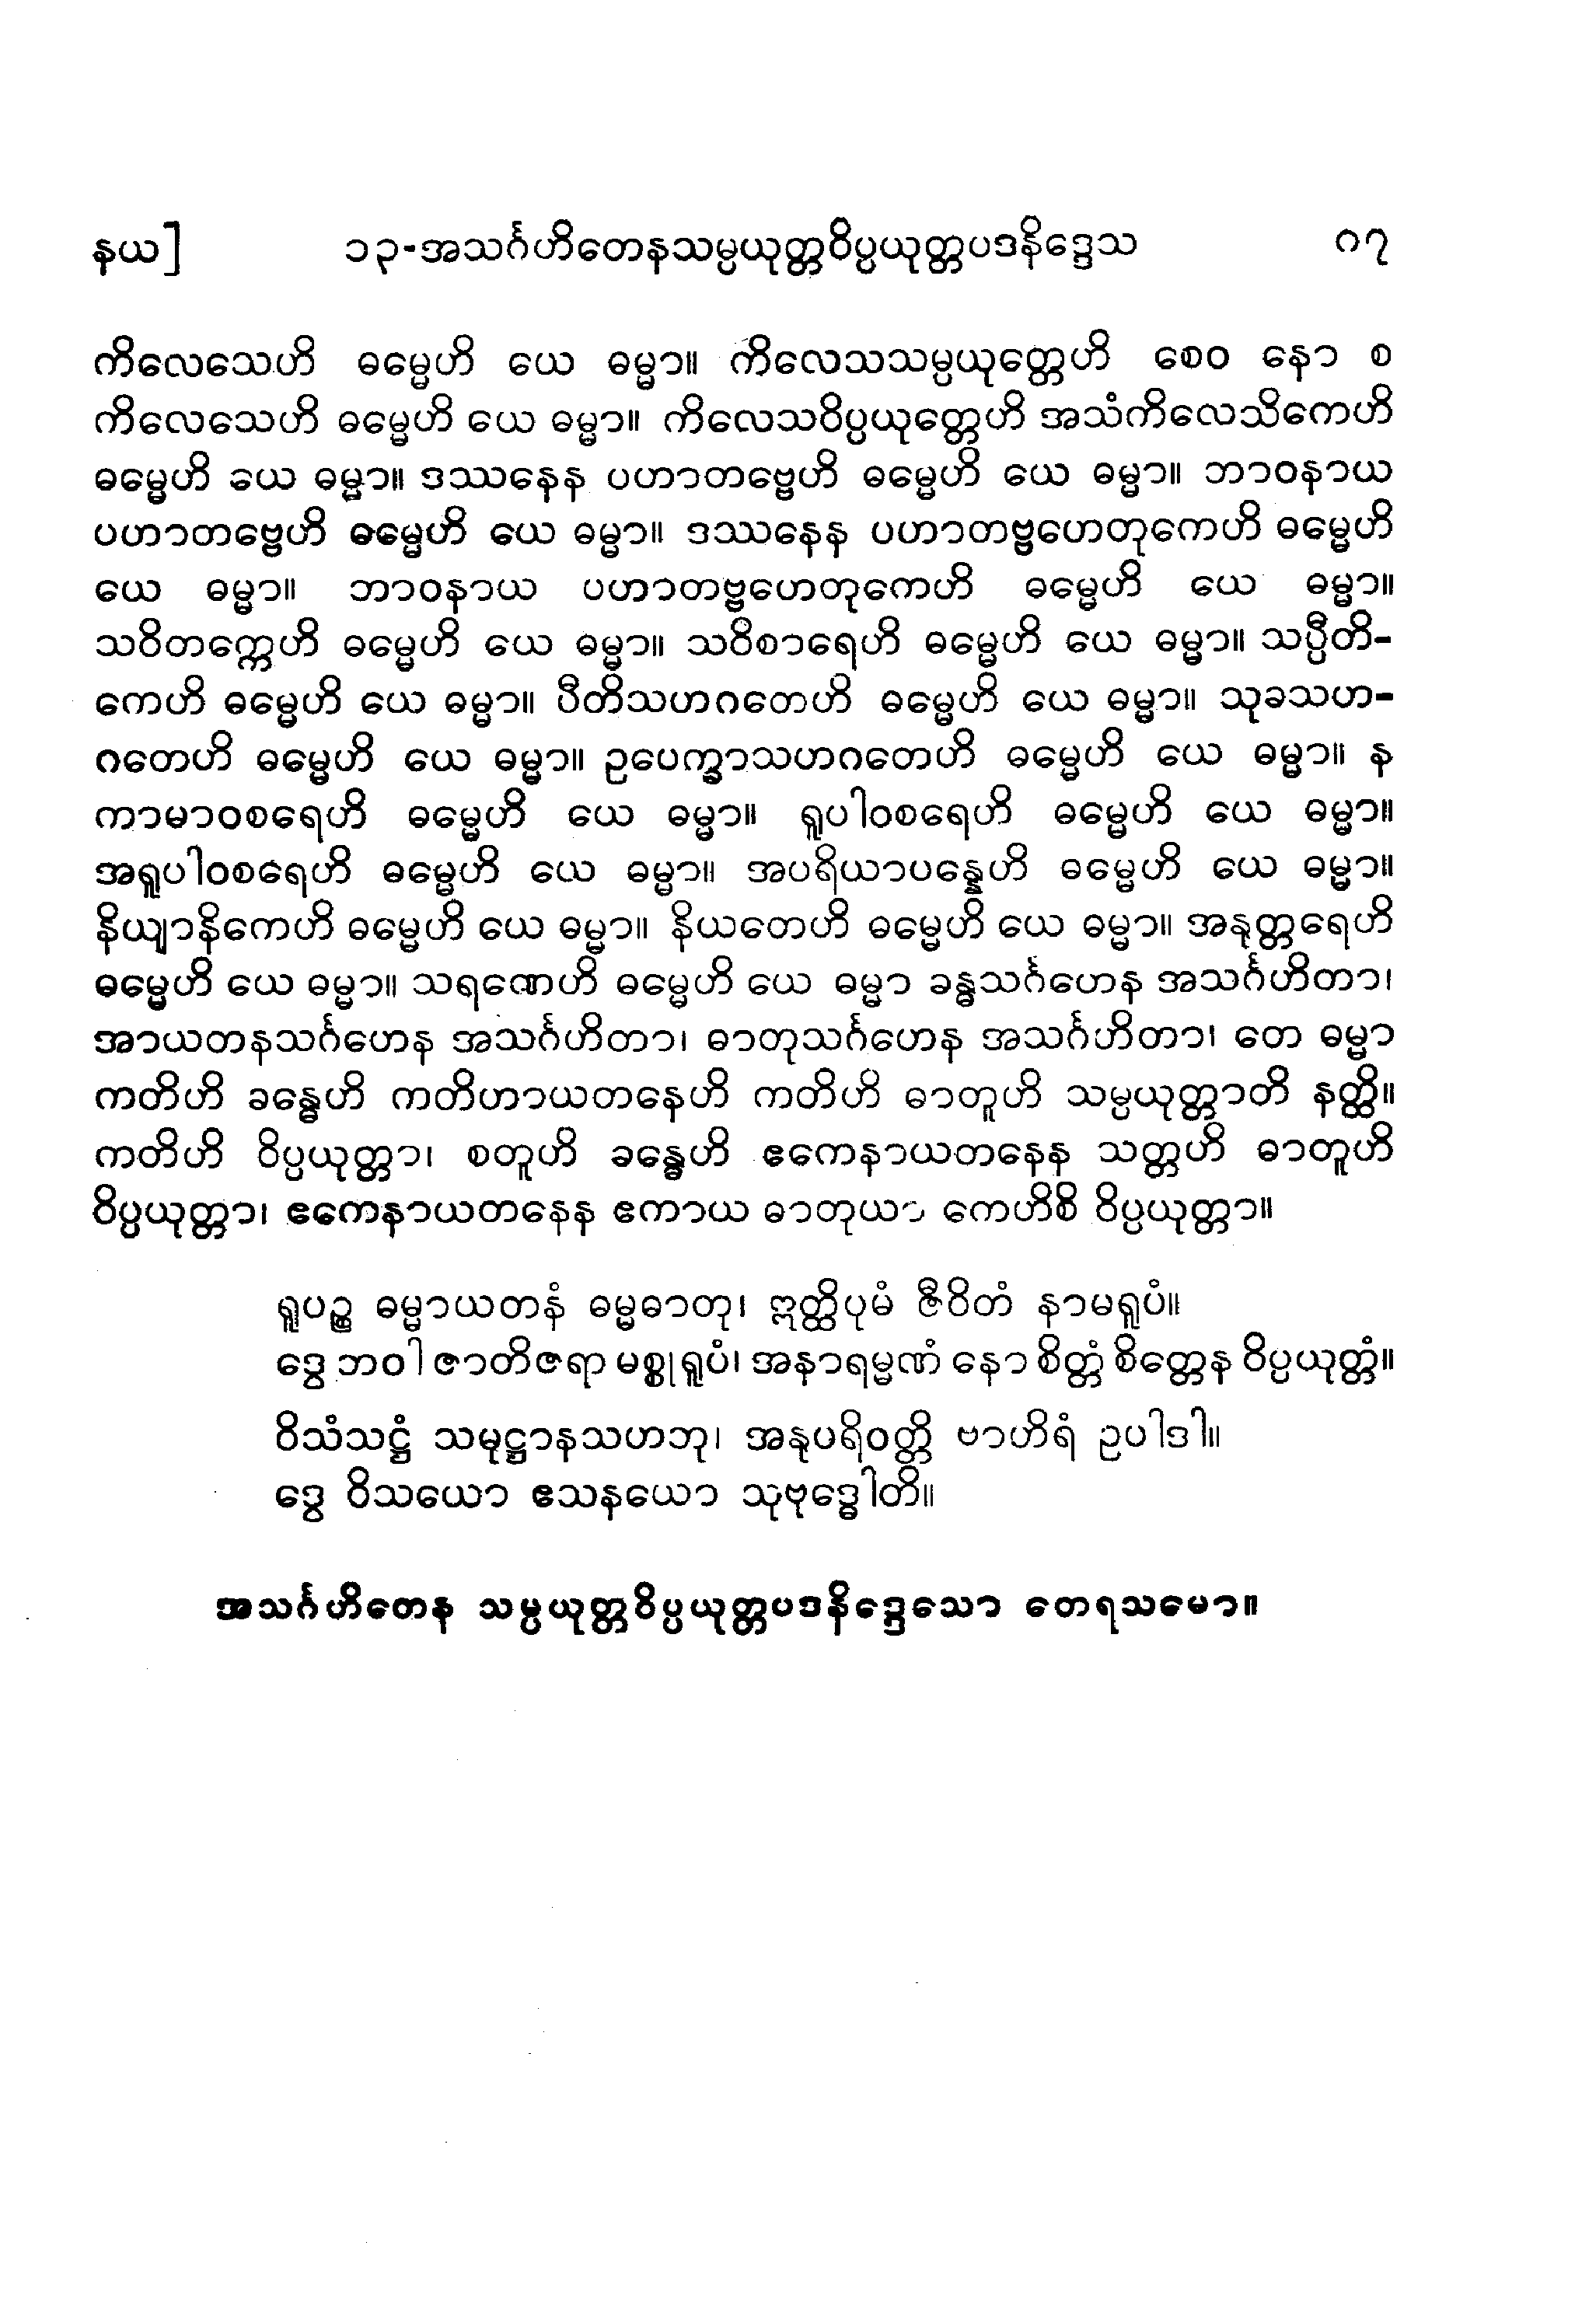 နယ] ၁၃-အသင်္ဂဟိတေနသမ္ပယုတ္တဝိပ္ပယုတ္တပဒနိဒ္ဒေသ ၈၇
ကိလေသေဟိ ဓမ္မေဟိ ယေ ဓမ္မာ။ ကိလေသသမ္ပယုတ္တေဟိ စေဝ နော စ
ကိလေသေဟိ ဓမ္မေဟိ ယေ ဓမ္မာ။ ကိလေသဝိပ္ပယုတ္တေဟိ အသံကိလေသိကေဟိ
ဓမ္မေဟိ ယေ ဓမ္မာ။ ဒဿနေန ပဟာတဗ္ဗေဟိ ဓမ္မေဟိ ယေ ဓမ္မာ။ ဘာဝနာယ
ပဟာတဗ္ဗေဟိ ဓမ္မေဟိ ယေ ဓမ္မာ။ ဒဿနေန ပဟာတဗ္ဗဟေတုကေဟိ ဓမ္မေဟိ
ယေ ဓမ္မာ။ ဘာဝနာယ ပဟာတဗ္ဗဟေတုကေဟိ ဓမ္မေဟိ ယေ ဓမ္မာ။
သဝိတက္ကေဟိ ဓမ္မေဟိ ယေ ဓမ္မာ။ သဝိစာရေဟိ ဓမ္မေဟိ ယေ ဓမ္မာ။ သပ္ပီတိ-
ကေဟိ ဓမ္မေဟိ ယေ ဓမ္မာ။ ပီတိသဟဂတေဟိ ဓမ္မေဟိ ယေ ဓမ္မာ။ သုခသဟ-
ဂတေဟိ ဓမ္မေဟိ ယေ ဓမ္မာ။ ဥပေက္ခာသဟဂတေဟိ ဓမ္မေဟိ ယေ ဓမ္မာ။ န
ကာမာဝစရေဟိ ဓမ္မေဟိ ယေ ဓမ္မာ။ ရူပါဝစရေဟိ ဓမ္မေဟိ ယေ ဓမ္မာ။
အရူပါဝစရေဟိ ဓမ္မေဟိ ယေ ဓမ္မာ။ အပရိယာပန္နေဟိ ဓမ္မေဟိ ယေ ဓမ္မာ။
နိယျာနိကေဟိ ဓမ္မေဟိ ယေ ဓမ္မာ။ နိယတေဟိ ဓမ္မေဟိ ယေ ဓမ္မာ။ အနုတ္တရေဟိ
ဓမ္မေဟိ ယေ ဓမ္မာ။ သရဏေဟိ ဓမ္မေဟိ ယေ ဓမ္မာ ခန္ဓသင်္ဂဟေန အသင်္ဂဟိတာ၊
အာယတနသင်္ဂဟေန အသင်္ဂဟိတာ၊ ဓာတုသင်္ဂဟေန အသင်္ဂဟိတာ၊ တေ ဓမ္မာ
ကတိဟိ ခန္ဓေဟိ ကတိဟာယတနေဟိ ကတိဟိ ဓာတူဟိ သမ္ပယုတ္တာတိ နတ္ထိ။
ကတိဟိ ဝိပ္ပယုတ္တာ၊ စတူဟိ ခန္ဓေဟိ ဧကေနာယတနေန သတ္တဟိ ဓာတူဟိ
ဝိပ္ပယုတ္တာ၊ ဧကေနာယတနေန ဧကာယ ဓာတုယာ ကေဟိစိ ဝိပ္ပယုတ္တာ။
ရူပဉ္စ ဓမ္မာယတနံ ဓမ္မဓာတု၊ ဣတ္ထိပုမံ ဇီဝိတံ နာမရူပံ။
ဒွေ ဘဝါ ဇာတိဇရာ မစ္စုရူပံ၊ အနာရမ္မဏံ နော စိတ္တံ စိတ္တေန ဝိပ္ပယုတ္တံ။
ဝိသံသဋ္ဌံ သမုဋ္ဌာနသဟဘု၊ အနုပရိဝတ္တိ ဗာဟိရံ ဥပါဒါ။
ဒွေ ဝိသယော ဧသနယော သုဗုဒ္ဓေါတိ။
အသင်္ဂဟိတေန သမ္ပယုတ္တဝိပ္ပယုတ္တပဒနိဒ္ဒေသော တေရသမော။